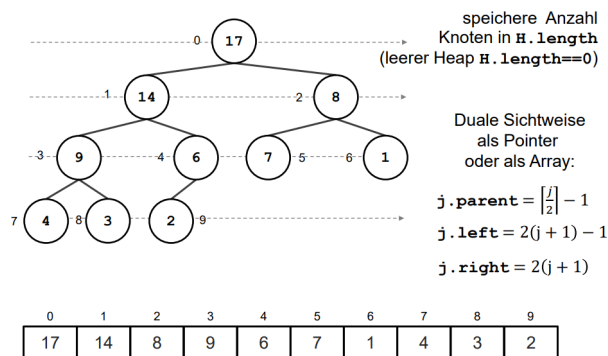 speichere Anzahl
Knoten in H.length
(leerer Heap H.length==0)
0 17
1 14 2 8
3 9 4 6 7 5 6 1
7 4 8 3 2 9
Duale Sichtweise
als Pointer
oder als Array:
j.parent = ⌈j/2⌉ − 1
j.left = 2(j + 1) − 1
j.right = 2(j + 1)
0 1 2 3 4 5 6 7 8 9
17 14 8 9 6 7 1 4 3 2